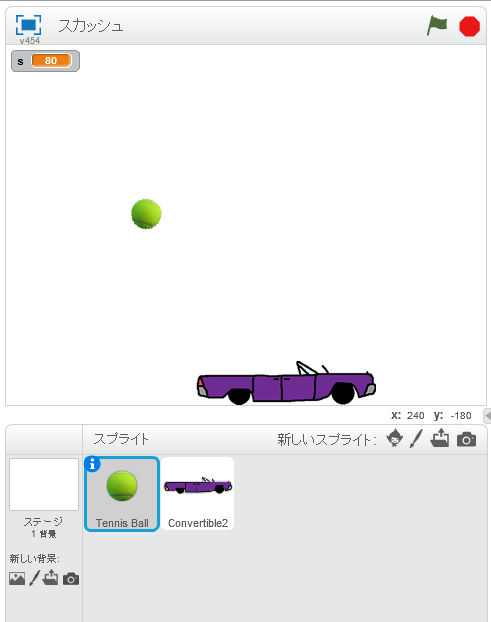 スカッシュ
v454
s 80
x: 240 y: -180
スプライト 新しいスプライト:
ステージ
1 背景
新しい背景:
i
Tennis Ball
Convertible2